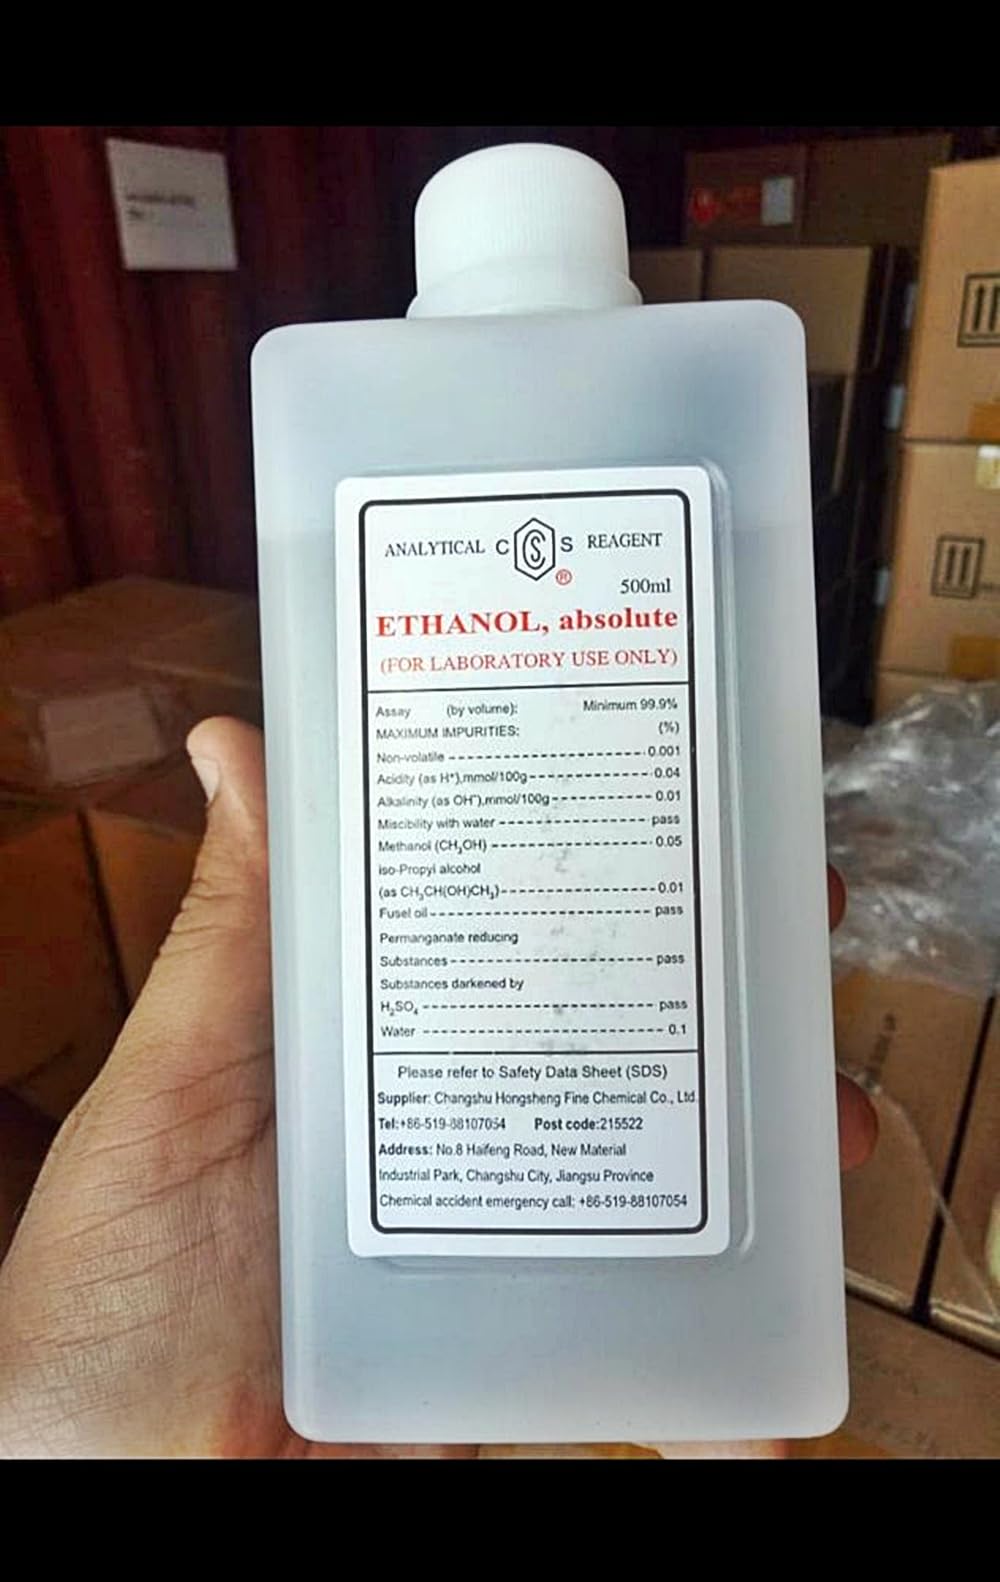 ANALYTICAL C S REAGENT
®
500ml
ETHANOL, absolute
(FOR LABORATORY USE ONLY)
Assay (by volume): Minimum 99.9%
MAXIMUM IMPURITIES: (%)
Non-volatile ------------------------- 0.001
Acidity (as H⁺),mmol/100g--------------- 0.04
Alkalinity (as OH⁻),mmol/100g------------ 0.01
Miscibility with water ------------------ pass
Methanol (CH₃OH) -------------------- 0.05
iso-Propyl alcohol
(as CH₃CH(OH)CH₃)------------------- 0.01
Fusel oil --------------------------- pass
Permanganate reducing
Substances ------------------------- pass
Substances darkened by
H₂SO₄ ---------------------------- pass
Water ----------------------------- 0.1
Please refer to Safety Data Sheet (SDS)
Supplier: Changshu Hongsheng Fine Chemical Co., Ltd.
Tel:+86-519-88107054 Post code:215522
Address: No.8 Haifeng Road, New Material
Industrial Park, Changshu City, Jiangsu Province
Chemical accident emergency call: +86-519-88107054